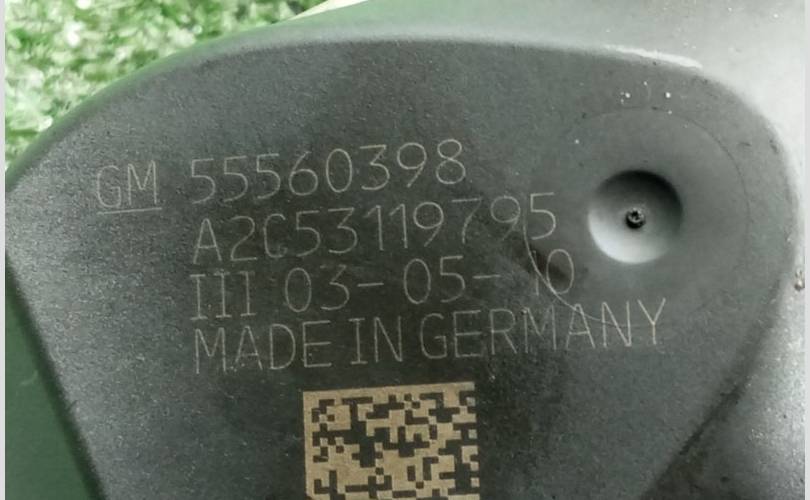 GM 55560398
A2C53119795
III 03-05-10
MADE IN GERMANY